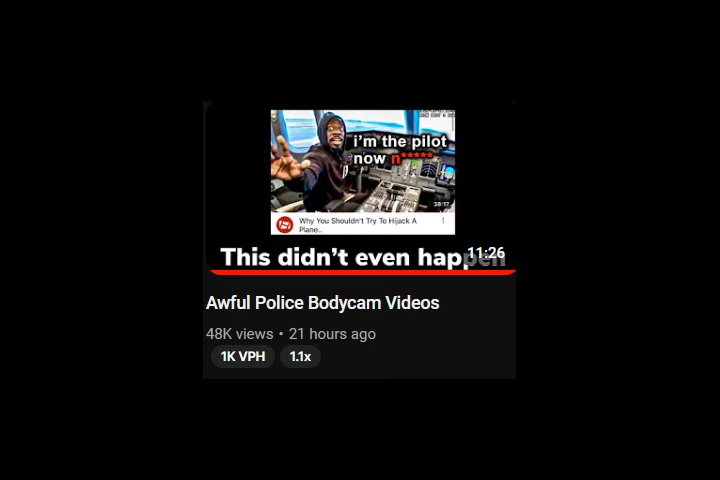 i'm the pilot
now n*****
38:17
Why You Shouldn't Try To Hijack A
Plane..
This didn't even happen
11:26
Awful Police Bodycam Videos
48K views • 21 hours ago
1K VPH
1.1x